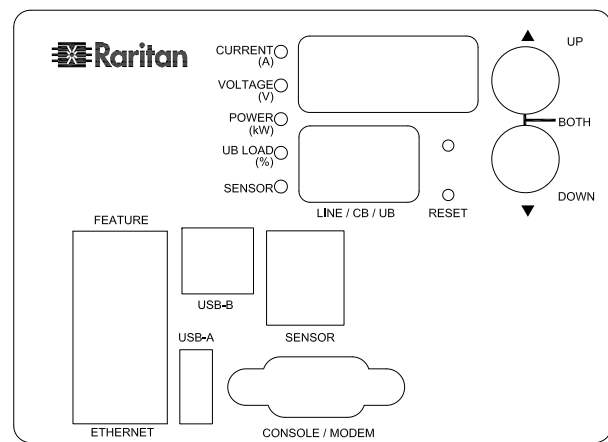 Raritan
CURRENT
(A)
VOLTAGE
(V)
POWER
(kW)
UB LOAD
(%)
SENSOR
UP
BOTH
DOWN
LINE / CB / UB
RESET
FEATURE
USB-B
SENSOR
USB-A
ETHERNET
CONSOLE / MODEM